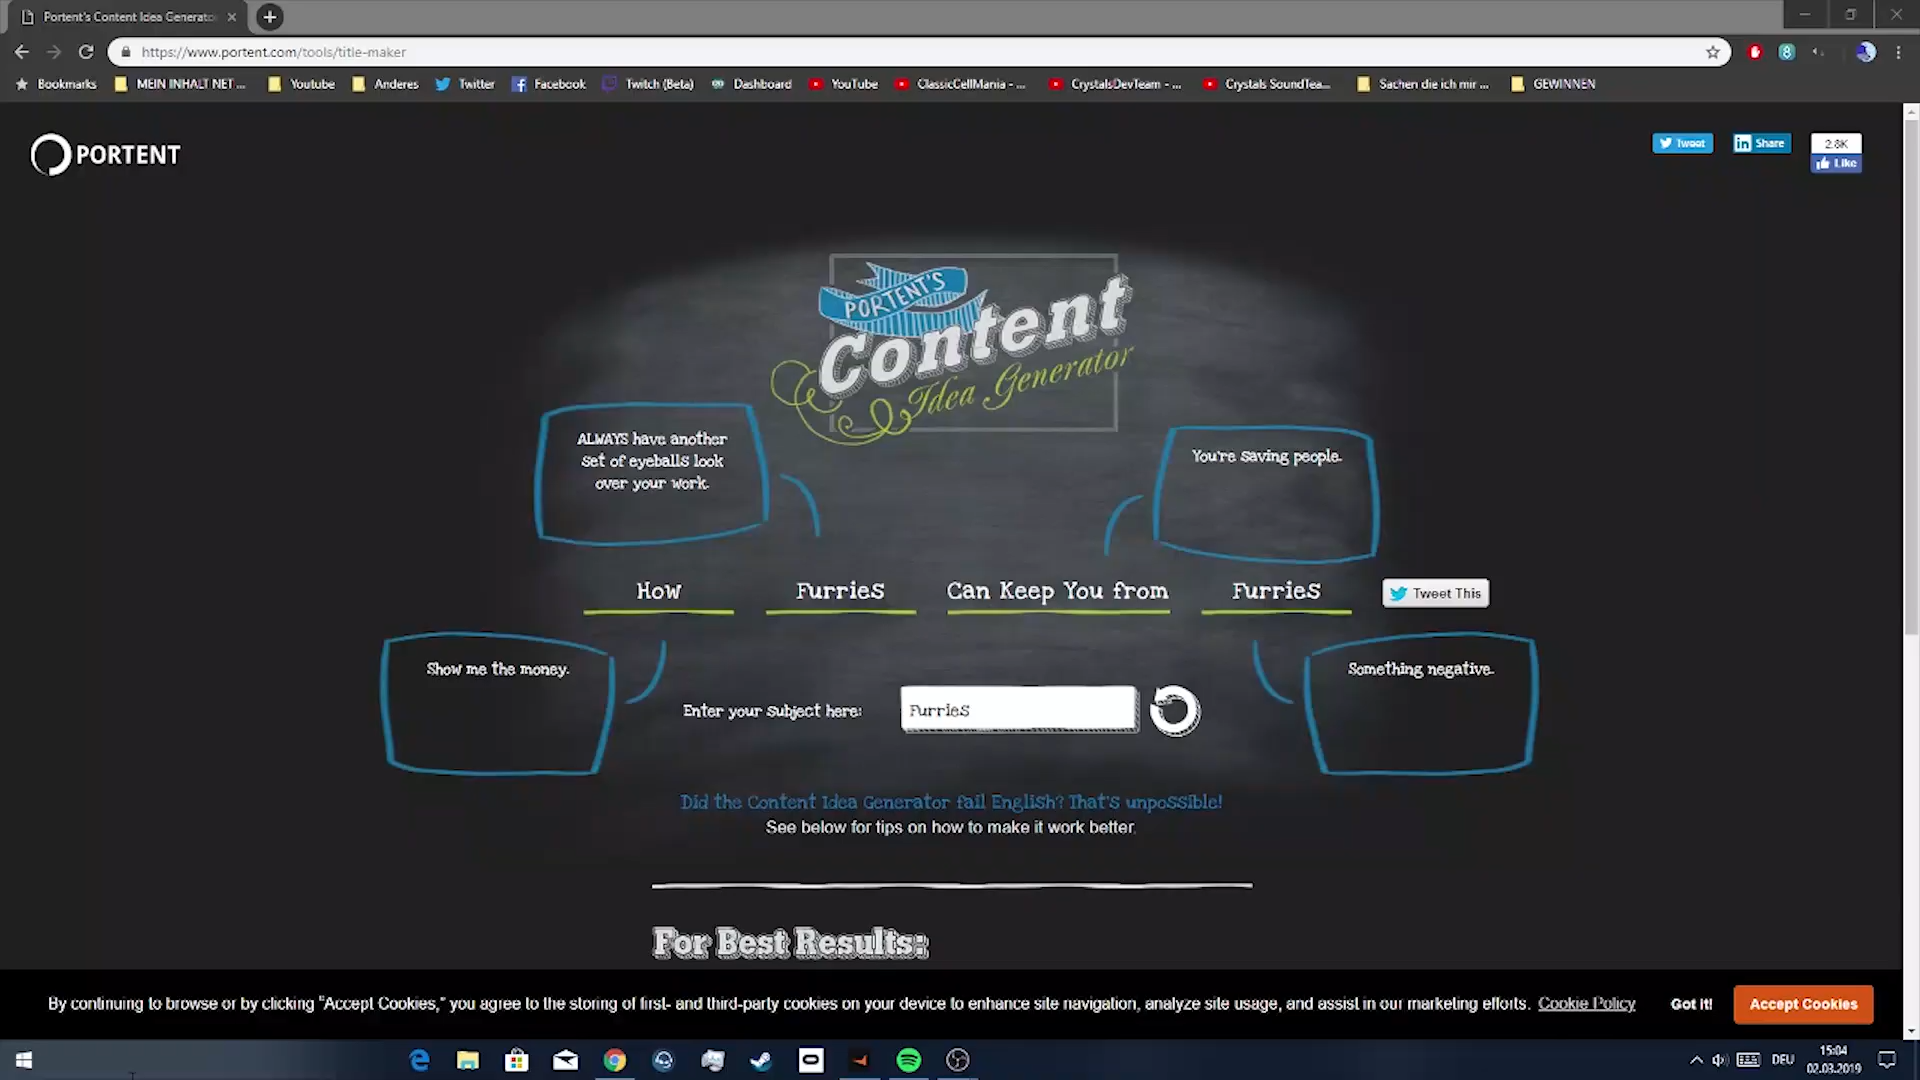 Portent's Content Idea Generato
https://www.portent.com/tools/title-maker
Bookmarks MEIN INHALT NET ... Youtube Anderes Twitter Facebook Twitch (Beta) Dashboard YouTube ClassicCellMania - ... CrystalsDevTeam - ... Crystals SoundTea... Sachen die ich mir ... GEWINNEN
PORTENT
Tweet
in Share
2.8K
Like
PORTENT'S
Content
Idea Generator
ALWAYS have another
set of eyeballs look
over your work.
You're saving people.
How Furries Can Keep You from Furries
Tweet This
Show me the money.
Something negative.
Enter your subject here:
Furries
Did the Content Idea Generator fail English? That's unpossible!
See below for tips on how to make it work better.
For Best Results:
By continuing to browse or by clicking "Accept Cookies," you agree to the storing of first- and third-party cookies on your device to enhance site navigation, analyze site usage, and assist in our marketing efforts. Cookie Policy
Got it!
Accept Cookies
DEU
15:04
02.03.2019